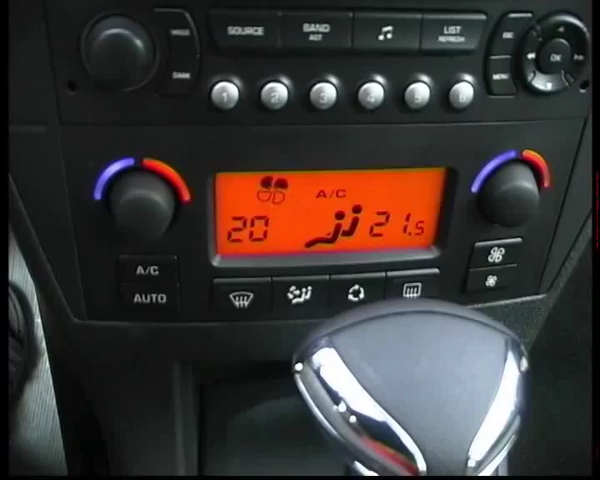 MODE
DARK
SOURCE
BAND
AST
LIST
REFRESH
ESC
MENU
OK
1 2 3 4 5 6
A/C
20
21.5
A/C
AUTO